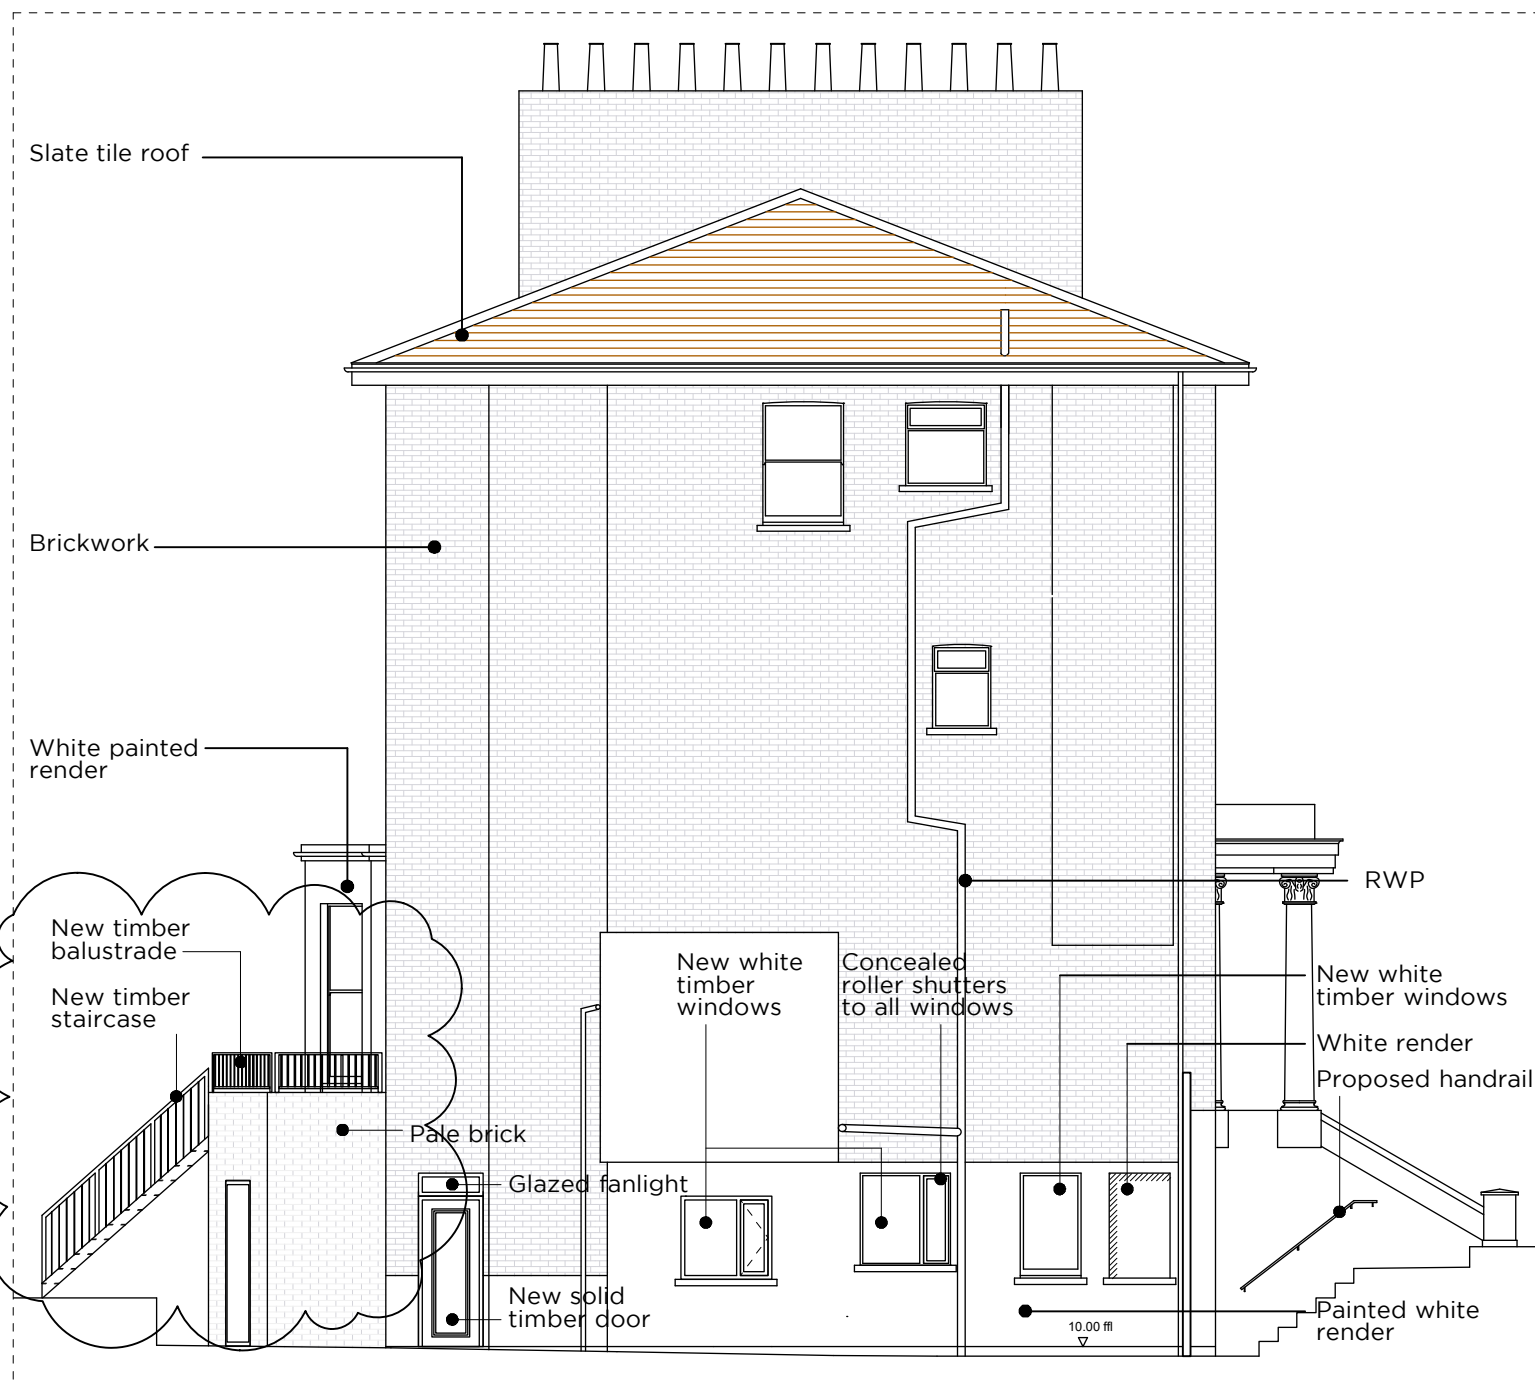 Slate tile roof
Brickwork
White painted
render
RWP
New timber
balustrade
New timber
staircase
New white
timber
windows
Concealed
roller shutters
to all windows
New white
timber windows
White render
Proposed handrail
Pale brick
Glazed fanlight
New solid
timber door
10.00 ffl
Painted white
render